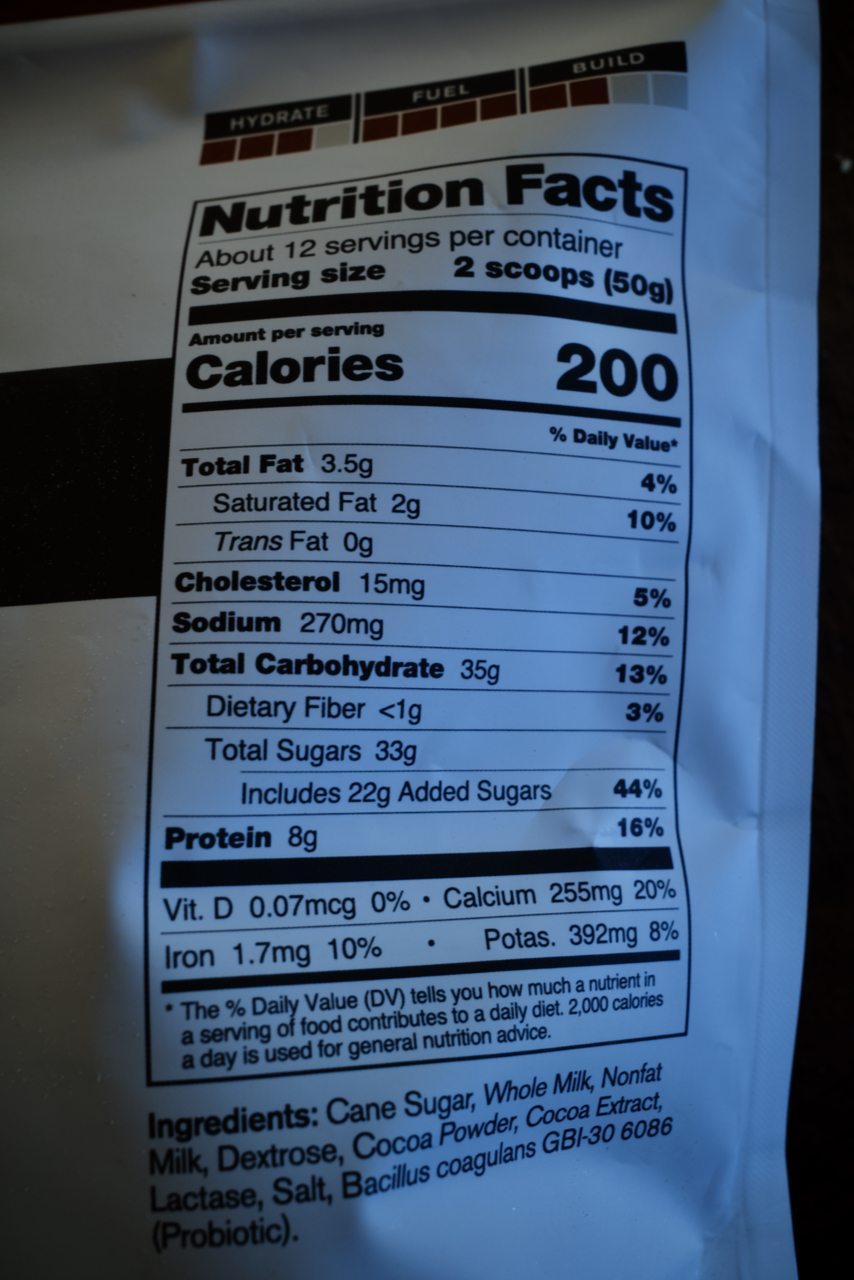 HYDRATE FUEL BUILD
Nutrition Facts
About 12 servings per container
Serving size 2 scoops (50g)
Amount per serving
Calories 200
% Daily Value*
Total Fat 3.5g 4%
Saturated Fat 2g 10%
Trans Fat 0g
Cholesterol 15mg 5%
Sodium 270mg 12%
Total Carbohydrate 35g 13%
Dietary Fiber <1g 3%
Total Sugars 33g
Includes 22g Added Sugars 44%
Protein 8g 16%
Vit. D 0.07mcg 0% • Calcium 255mg 20%
Iron 1.7mg 10% • Potas. 392mg 8%
* The % Daily Value (DV) tells you how much a nutrient in
a serving of food contributes to a daily diet. 2,000 calories
a day is used for general nutrition advice.
Ingredients: Cane Sugar, Whole Milk, Nonfat
Milk, Dextrose, Cocoa Powder, Cocoa Extract,
Lactase, Salt, Bacillus coagulans GBI-30 6086
(Probiotic).